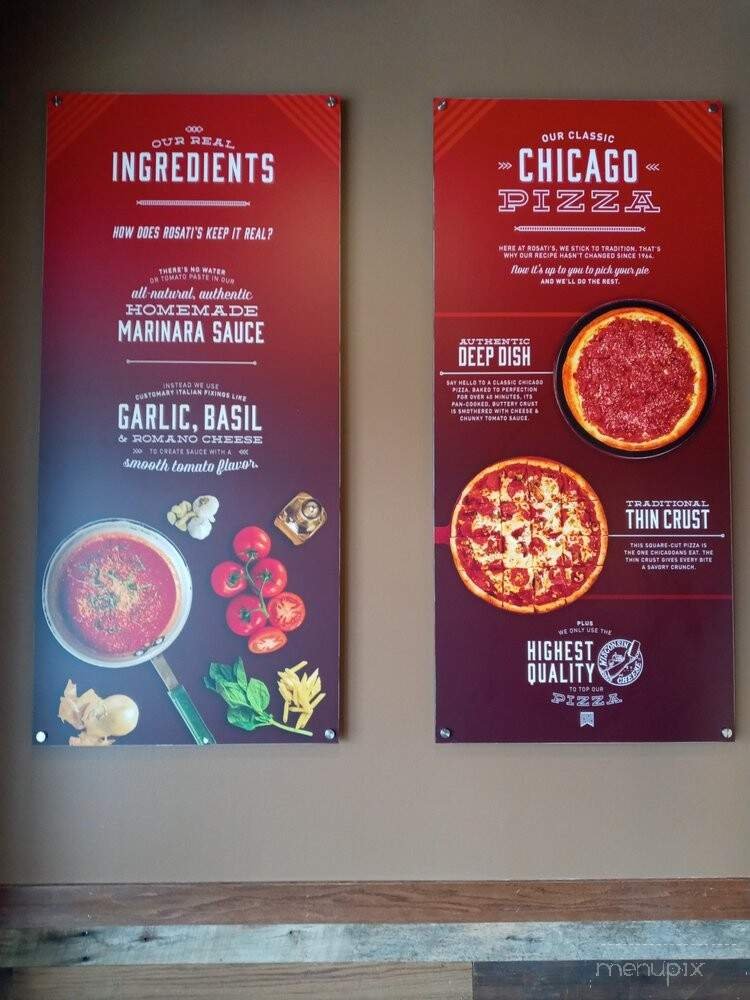 OUR REAL
INGREDIENTS
HOW DOES ROSATI'S KEEP IT REAL?
THERE'S NO WATER
OR TOMATO PASTE IN OUR
all-natural, authentic
HOMEMADE
MARINARA SAUCE
INSTEAD WE USE
CUSTOMARY ITALIAN FIXINGS LIKE
GARLIC, BASIL
& ROMANO CHEESE
TO CREATE SAUCE WITH A
smooth tomato flavor.
OUR CLASSIC
CHICAGO
PIZZA
HERE AT ROSATI'S, WE STICK TO TRADITION. THAT'S
WHY OUR RECIPE HASN'T CHANGED SINCE 1964.
Now it's up to you to pick your pie
AND WE'LL DO THE REST.
AUTHENTIC
DEEP DISH
SAY HELLO TO A CLASSIC CHICAGO
PIZZA. BAKED TO PERFECTION
FOR OVER 40 MINUTES, ITS
PAN-COOKED, BUTTERY CRUST
IS SMOTHERED WITH CHEESE &
CHUNKY TOMATO SAUCE.
TRADITIONAL
THIN CRUST
THIS SQUARE-CUT PIZZA IS
THE ONE CHICAGOANS EAT. THE
THIN CRUST GIVES EVERY BITE
A SAVORY CRUNCH.
PLUS
WE ONLY USE THE
HIGHEST
QUALITY
WISCONSIN
CHEESE
TO TOP OUR
PIZZA
menupix